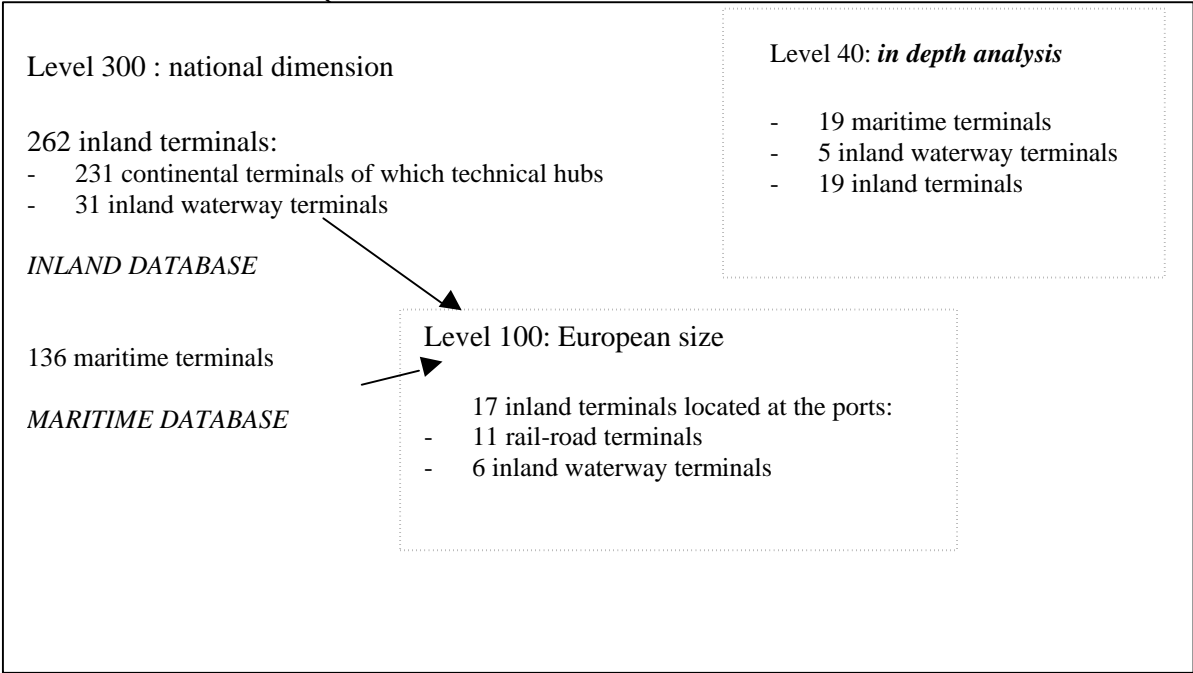 Level 300 : national dimension
262 inland terminals:
- 231 continental terminals of which technical hubs
- 31 inland waterway terminals
INLAND DATABASE
136 maritime terminals
MARITIME DATABASE
Level 40: in depth analysis
- 19 maritime terminals
- 5 inland waterway terminals
- 19 inland terminals
Level 100: European size
17 inland terminals located at the ports:
- 11 rail-road terminals
- 6 inland waterway terminals